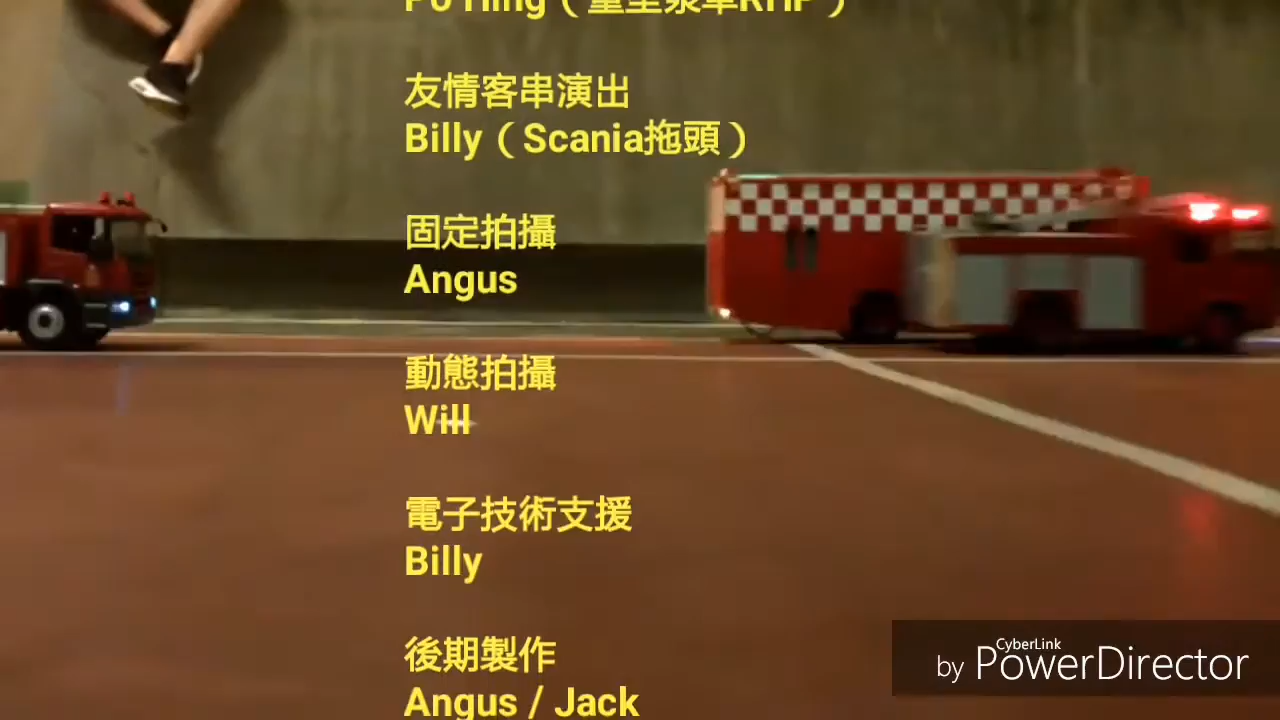 友情客串演出
Billy（Scania拖頭）
固定拍攝
Angus
動態拍攝
Will
電子技術支援
Billy
後期製作
Angus / Jack
CyberLink
by PowerDirector